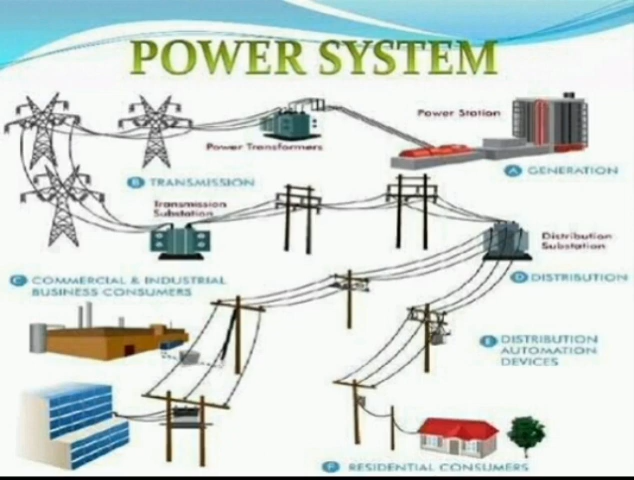 POWER SYSTEM
Power Station
Power Transformers
A GENERATION
B TRANSMISSION
Transmission
Substation
Distribution
Substation
C COMMERCIAL & INDUSTRIAL
BUSINESS CONSUMERS
D DISTRIBUTION
E DISTRIBUTION
AUTOMATION
DEVICES
F RESIDENTIAL CONSUMERS